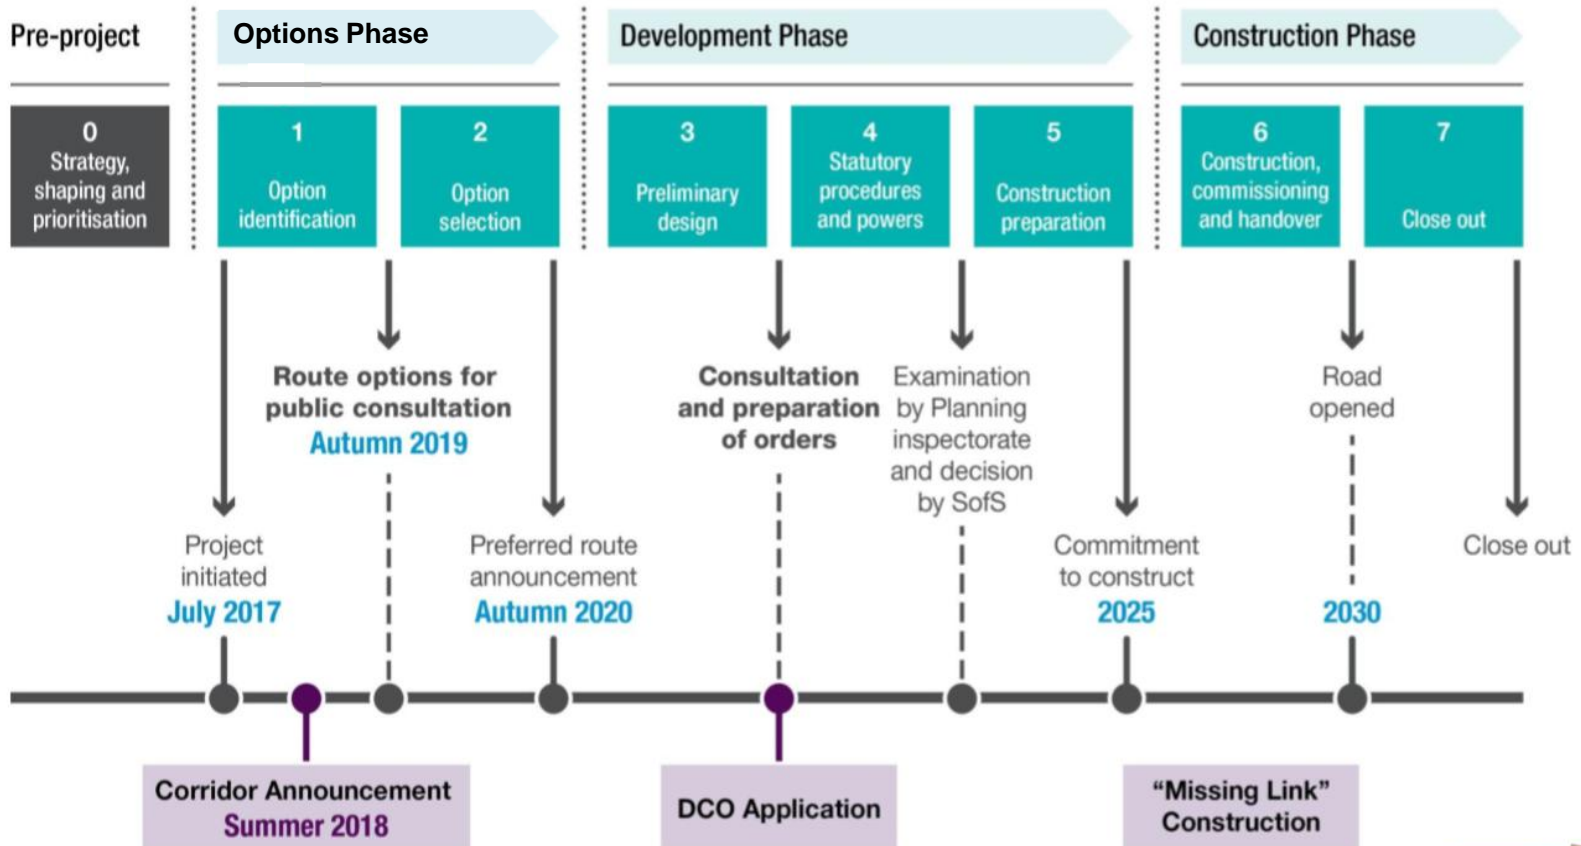 Pre-project
Options Phase
Development Phase
Construction Phase
0
Strategy,
shaping and
prioritisation
1
Option
identification
2
Option
selection
3
Preliminary
design
4
Statutory
procedures
and powers
5
Construction
preparation
6
Construction,
commissioning
and handover
7
Close out
Route options for
public consultation
Autumn 2019
Consultation
and preparation
of orders
Examination
by Planning
inspectorate
and decision
by SofS
Road
opened
Project
initiated
July 2017
Preferred route
announcement
Autumn 2020
Commitment
to construct
2025
2030
Close out
Corridor Announcement
Summer 2018
DCO Application
“Missing Link”
Construction